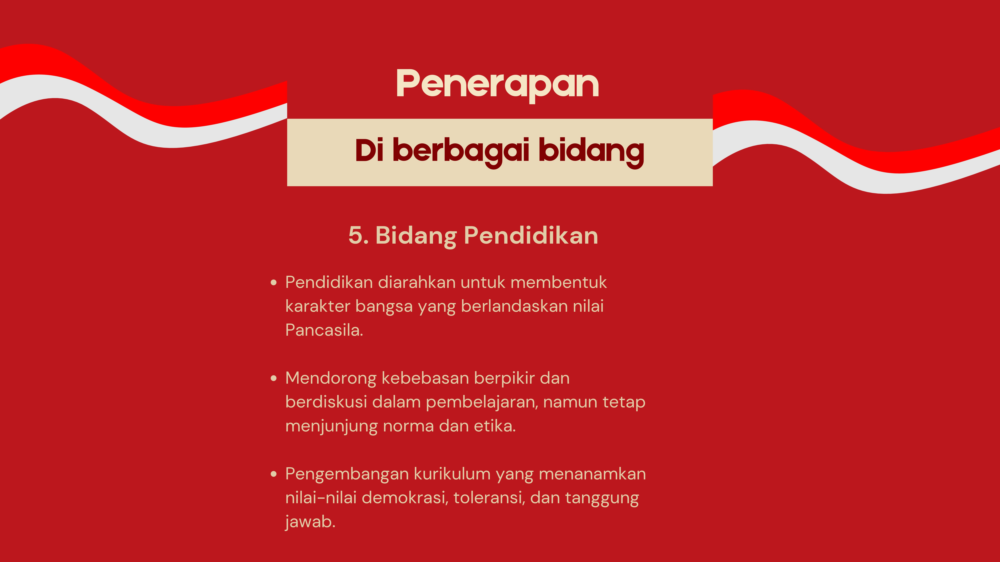 Penerapan
Di berbagai bidang
5. Bidang Pendidikan
• Pendidikan diarahkan untuk membentuk
karakter bangsa yang berlandaskan nilai
Pancasila.
• Mendorong kebebasan berpikir dan
berdiskusi dalam pembelajaran, namun tetap
menjunjung norma dan etika.
• Pengembangan kurikulum yang menanamkan
nilai-nilai demokrasi, toleransi, dan tanggung
jawab.